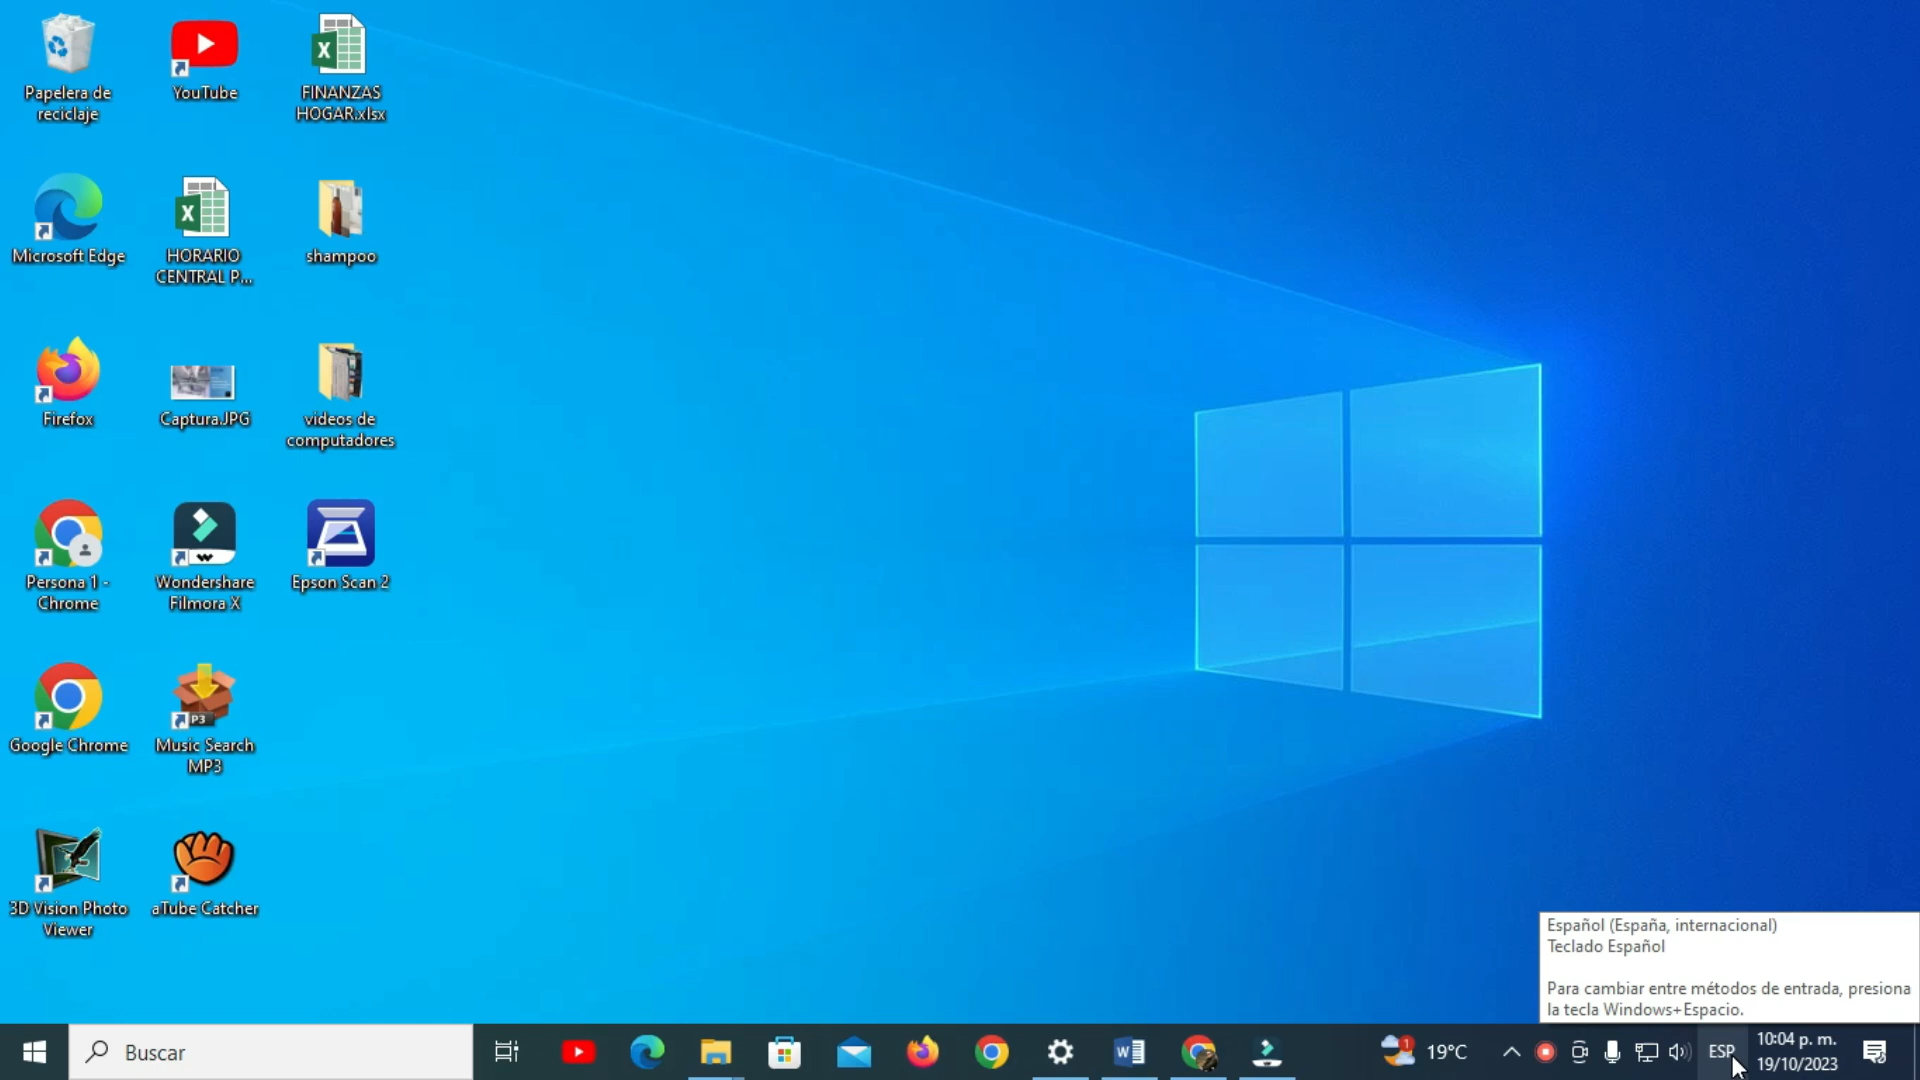 Papelera de
reciclaje
YouTube
FINANZAS
HOGAR.xlsx
Microsoft Edge
HORARIO
CENTRAL P...
shampoo
Firefox
Captura.JPG
videos de
computadores
Persona 1 -
Chrome
Wondershare
Filmora X
Epson Scan 2
Google Chrome
P3
Music Search
MP3
3D Vision Photo
Viewer
aTube Catcher
Español (España, internacional)
Teclado Español
Para cambiar entre métodos de entrada, presiona
la tecla Windows+Espacio.
Buscar
1
19°C
ESP
10:04 p. m.
19/10/2023